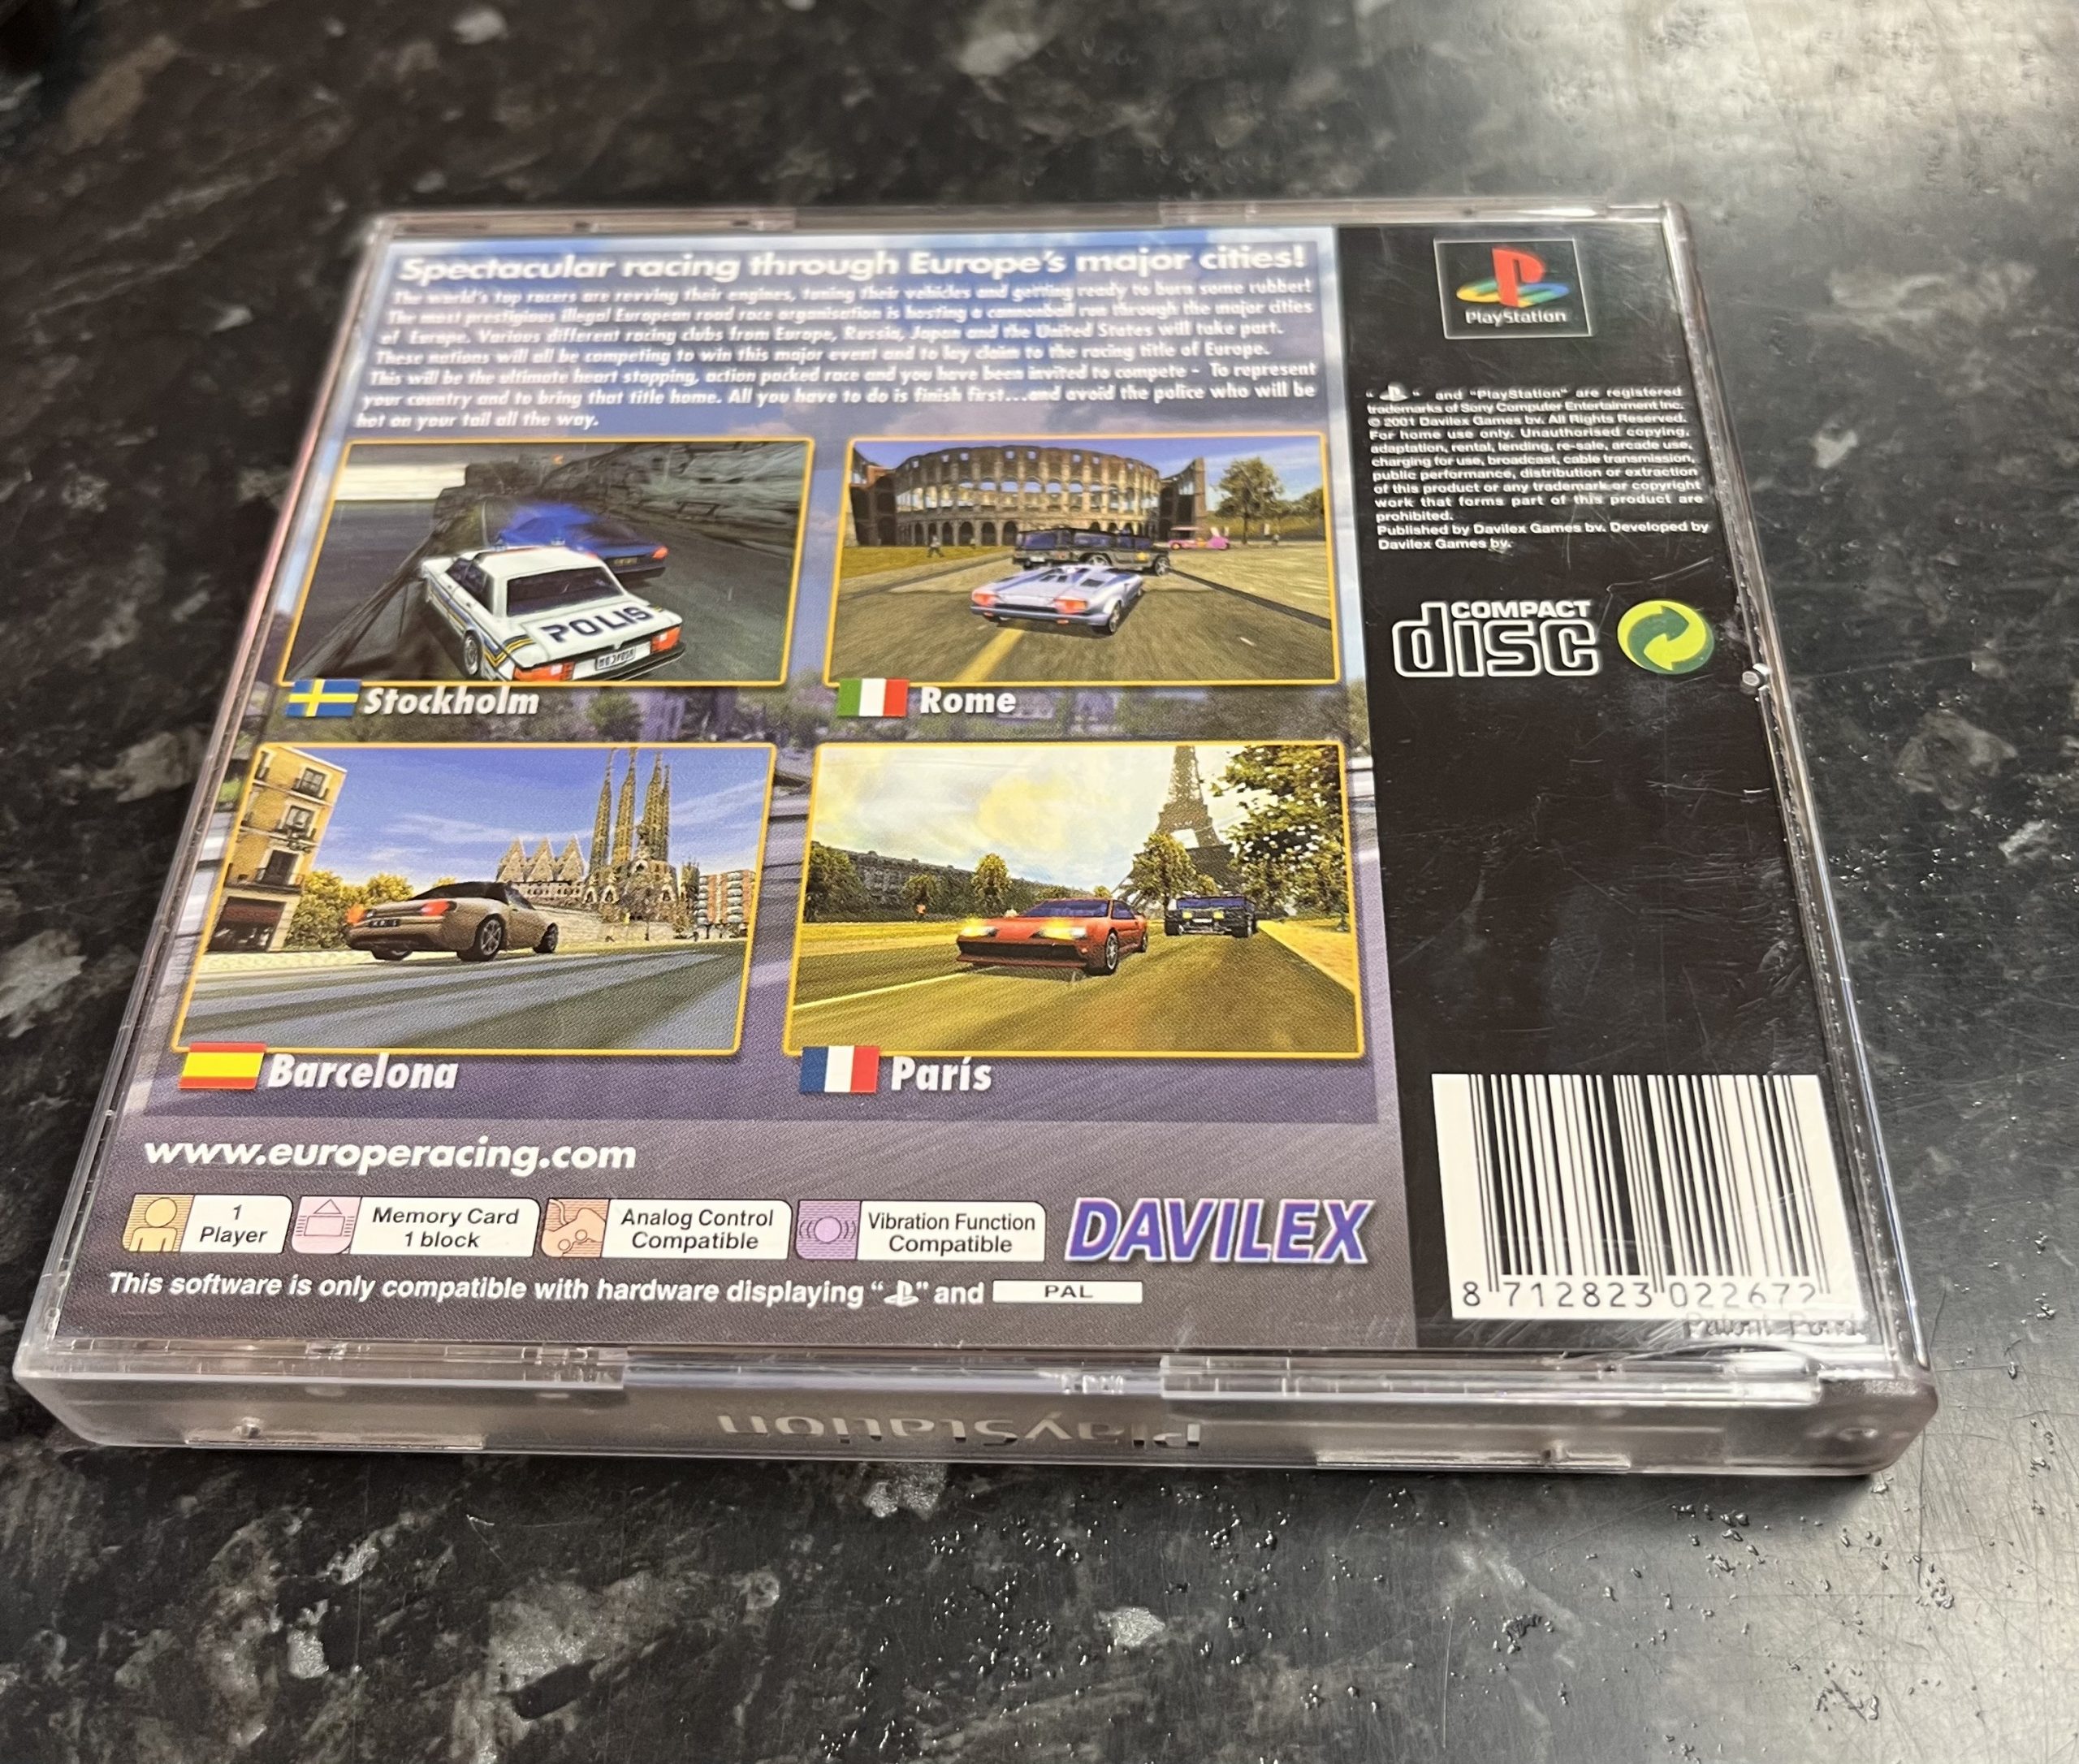 Spectacular racing through Europe's major cities!
The world's top racers are revving their engines, tuning their vehicles and getting ready to burn some rubber!
The most prestigious illegal European road race organisation is hosting a cannonball run through the major cities
of Europe. Various different racing clubs from Europe, Russia, Japan and the United States will take part.
These nations will all be competing to win this major event and to lay claim to the racing title of Europe.
This will be the ultimate heart stopping, action packed race and you have been invited to compete - To represent
your country and to bring that title home. All you have to do is finish first...and avoid the police who will be
hot on your tail all the way.
POLIS
Stockholm
Rome
Barcelona
París
www.europeracing.com
1
Player
Memory Card
1 block
Analog Control
Compatible
Vibration Function
Compatible
DAVILEX
This software is only compatible with hardware displaying " " and PAL
PlayStation
" " and "PlayStation" are registered
trademarks of Sony Computer Entertainment Inc.
© 2001 Davilex Games bv. All Rights Reserved.
For home use only. Unauthorised copying,
adaptation, rental, lending, re-sale, arcade use,
charging for use, broadcast, cable transmission,
public performance, distribution or extraction
of this product or any trademark or copyright
work that forms part of this product are
prohibited.
Published by Davilex Games bv. Developed by
Davilex Games bv.
COMPACT
disc
8 712823 022672
PlayStation